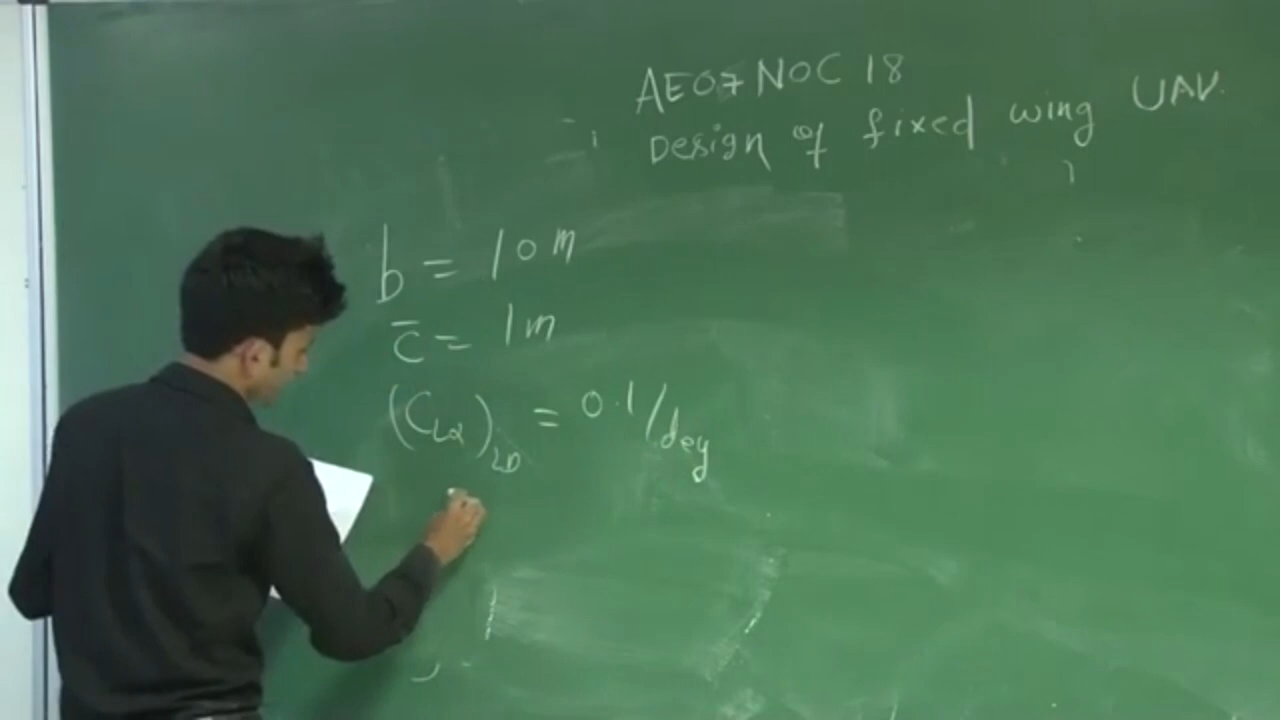 AE07 NOC 18
Design of fixed wing UAV.
b = 10 m
c̄ = 1 m
(CLα)2D = 0.1/deg